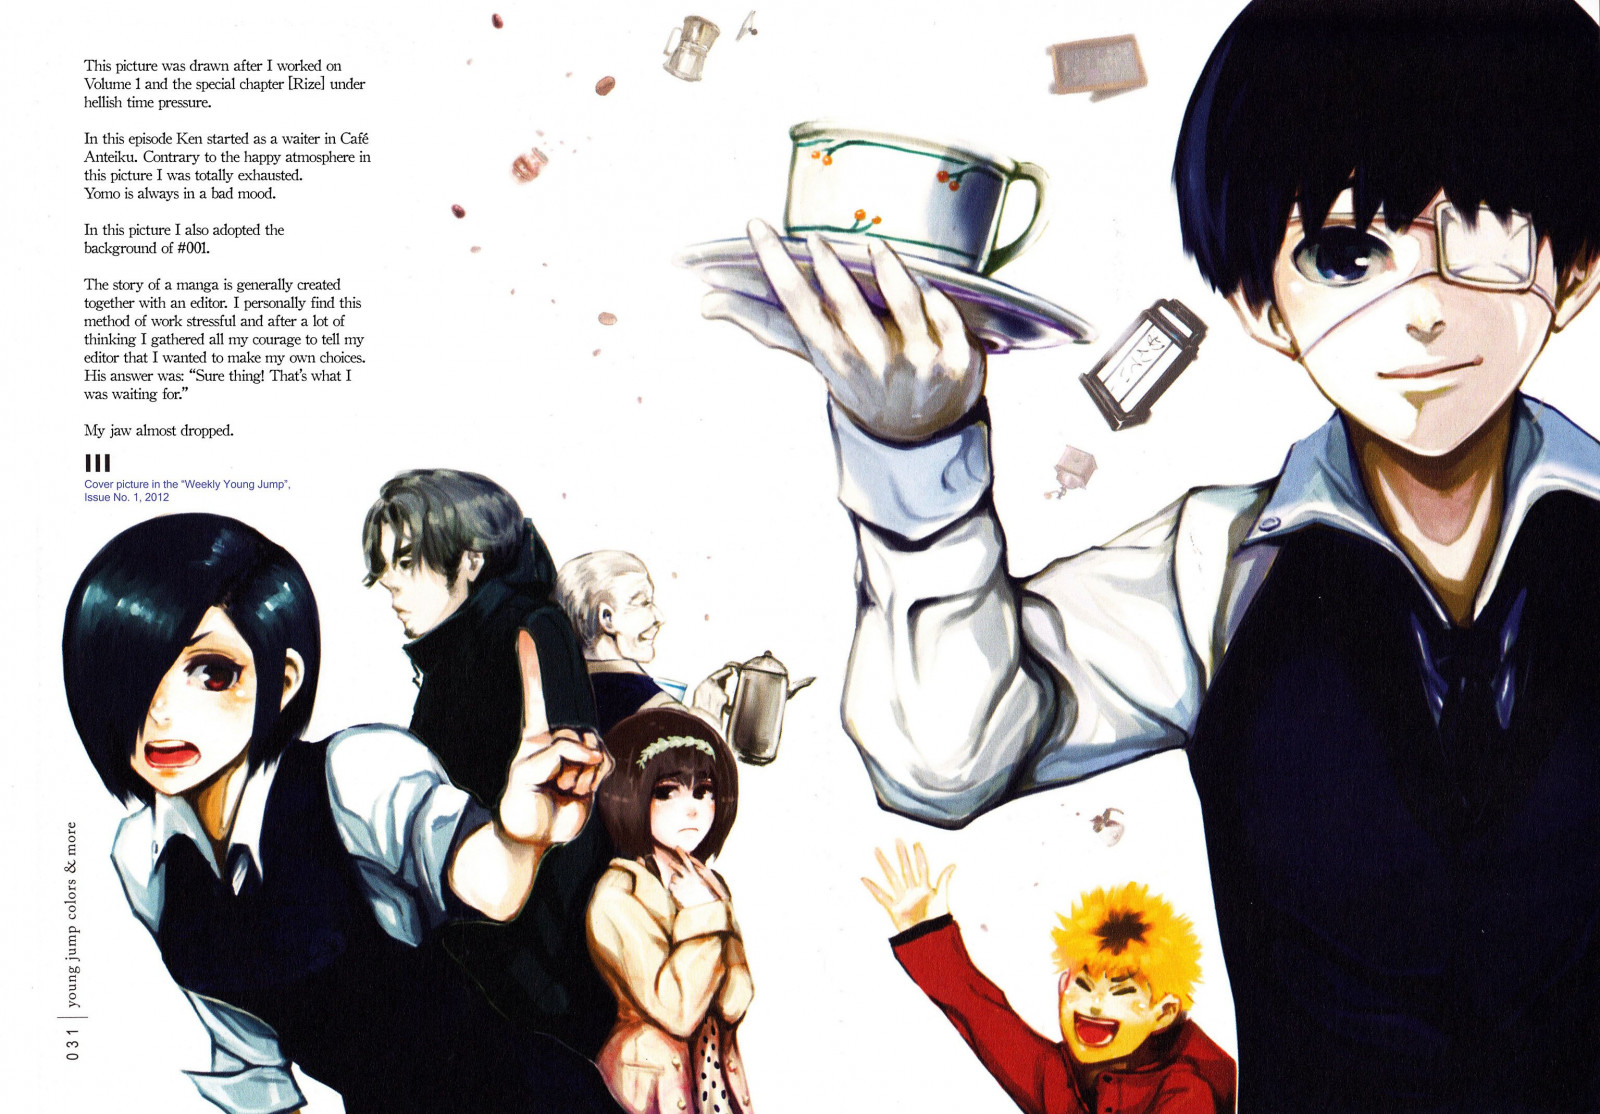 This picture was drawn after I worked on
Volume 1 and the special chapter [Rize] under
hellish time pressure.
In this episode Ken started as a waiter in Café
Anteiku. Contrary to the happy atmosphere in
this picture I was totally exhausted.
Yomo is always in a bad mood.
In this picture I also adopted the
background of #001.
The story of a manga is generally created
together with an editor. I personally find this
method of work stressful and after a lot of
thinking I gathered all my courage to tell my
editor that I wanted to make my own choices.
His answer was: “Sure thing! That’s what I
was waiting for.”
My jaw almost dropped.
III
Cover picture in the “Weekly Young Jump”,
Issue No. 1, 2012
031 | young jump colors & more